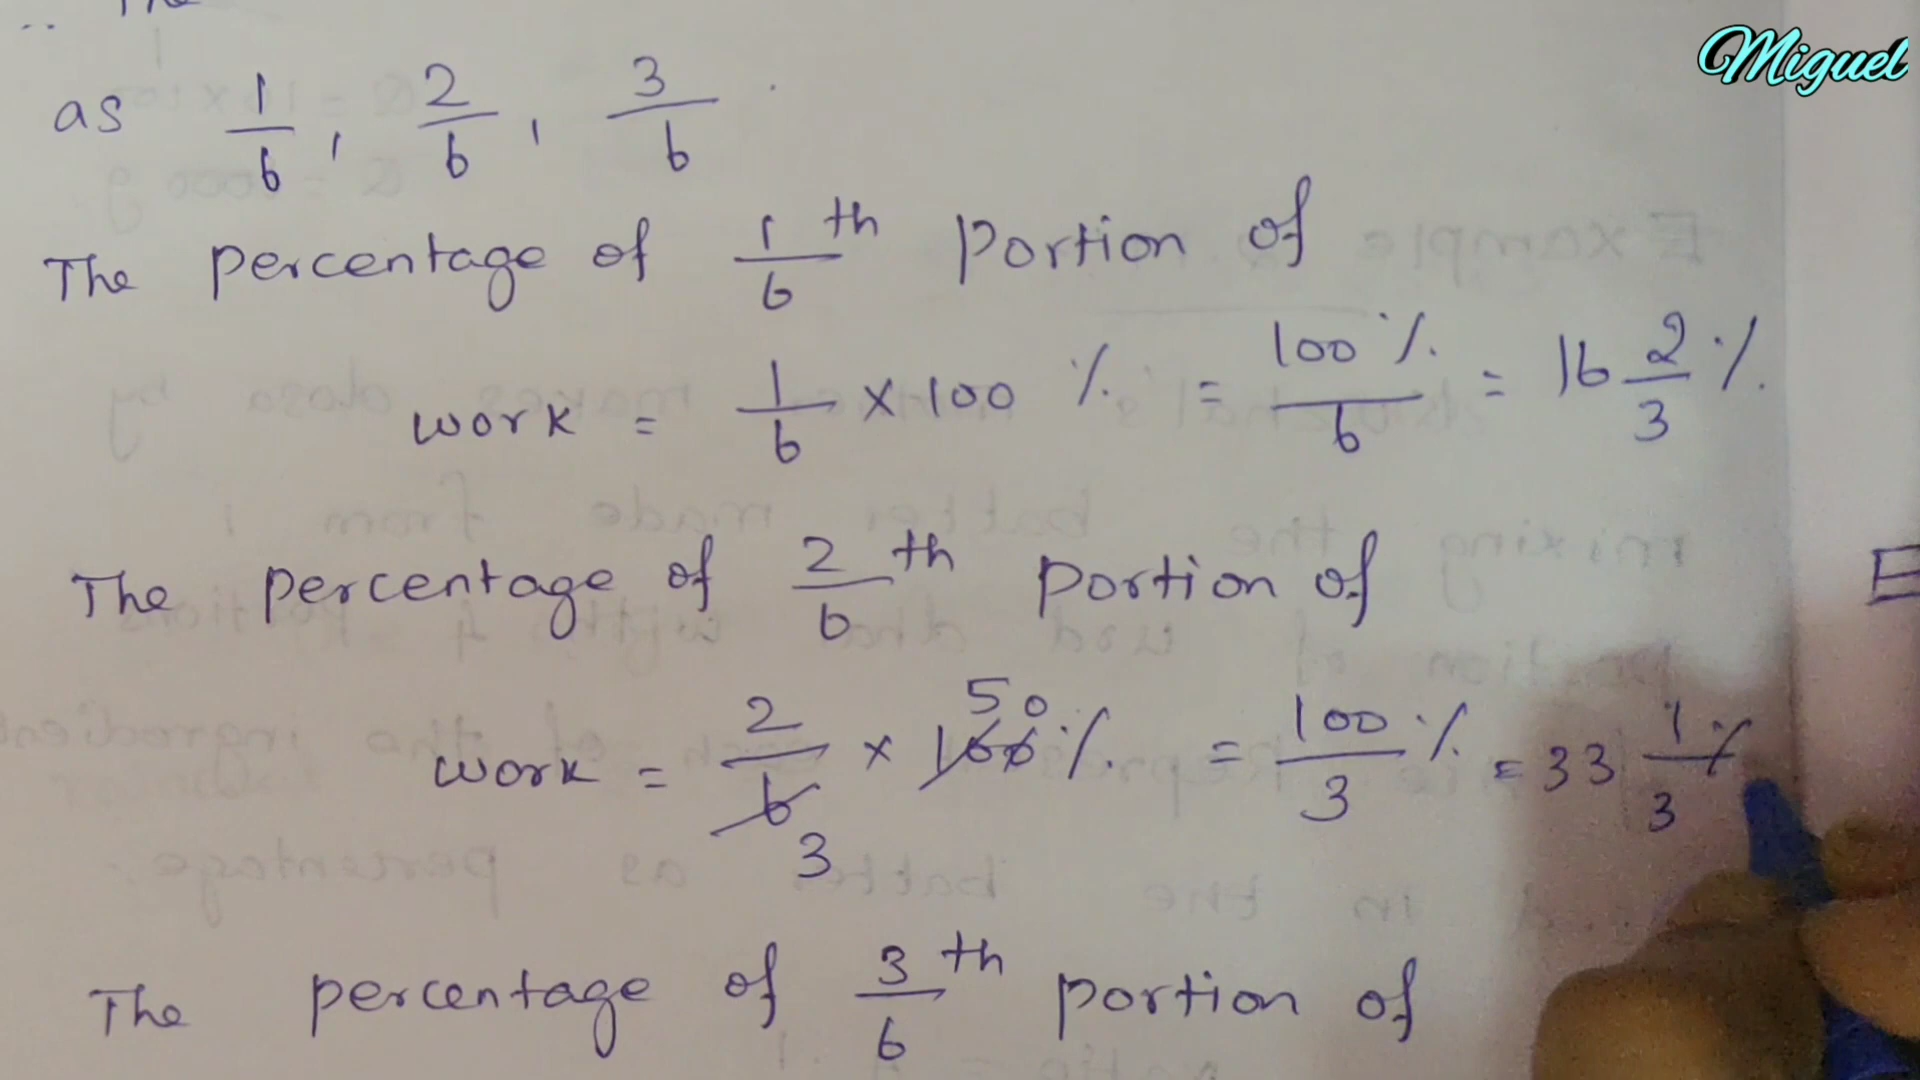 Miguel
as 1/6, 2/6, 3/6.
The percentage of 1/6 th portion of
work = 1/6 × 100 % = 100%/6 = 16 2/3 %.
The percentage of 2/6 th portion of
E
50
work = 2/6 × 100%. = 100/3 %. = 33 1/3 %
3
The percentage of 3/6 th portion of